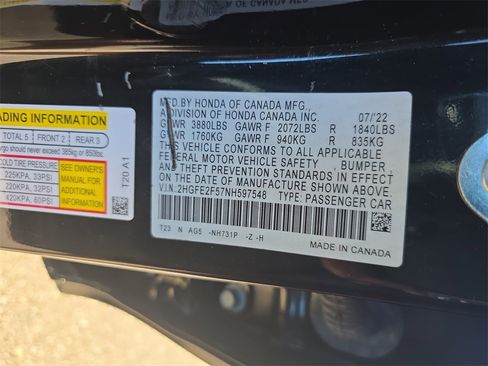 ADING INFORMATION
TOTAL 5 FRONT 2 REAR 3
rgo should never exceed 385kg or 850lbs.
COLD TIRE PRESSURE
225KPA, 33PSI
220KPA, 32PSI
420KPA, 60PSI
SEE OWNER'S
MANUAL FOR
ADDITIONAL
INFORMATION
T20 A1
MFD.BY HONDA OF CANADA MFG.,
A DIVISION OF HONDA CANADA INC. 07/'22
GVWR 3880LBS GAWR F 2072LBS R 1840LBS
GVWR 1760KG GAWR F 940KG R 835KG
THIS VEHICLE CONFORMS TO ALL APPLICABLE
FEDERAL MOTOR VEHICLE SAFETY, BUMPER,
AND THEFT PREVENTION STANDARDS IN EFFECT
ON THE DATE OF MANUFACTURE SHOWN ABOVE.
V.I.N.:2HGFE2F57NH597548 TYPE: PASSENGER CAR
T23 N AG5 -NH731P -Z -H
MADE IN CANADA